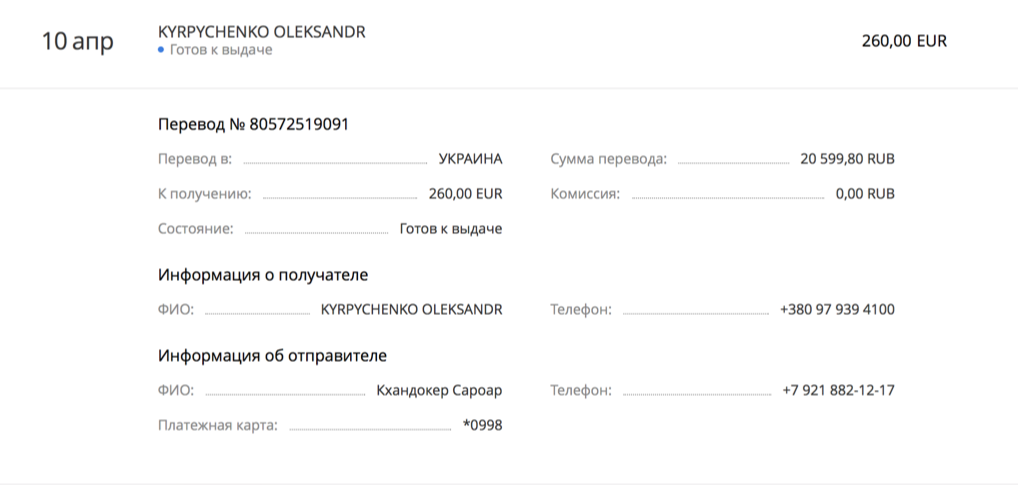 10 апр
KYRPYCHENKO OLEKSANDR
Готов к выдаче
260,00 EUR
Перевод № 80572519091
Перевод в: УКРАИНА
Сумма перевода: 20 599,80 RUB
К получению: 260,00 EUR
Комиссия: 0,00 RUB
Состояние: Готов к выдаче
Информация о получателе
ФИО: KYRPYCHENKO OLEKSANDR
Телефон: +380 97 939 4100
Информация об отправителе
ФИО: Кхандокер Сароар
Телефон: +7 921 882-12-17
Платежная карта: *0998